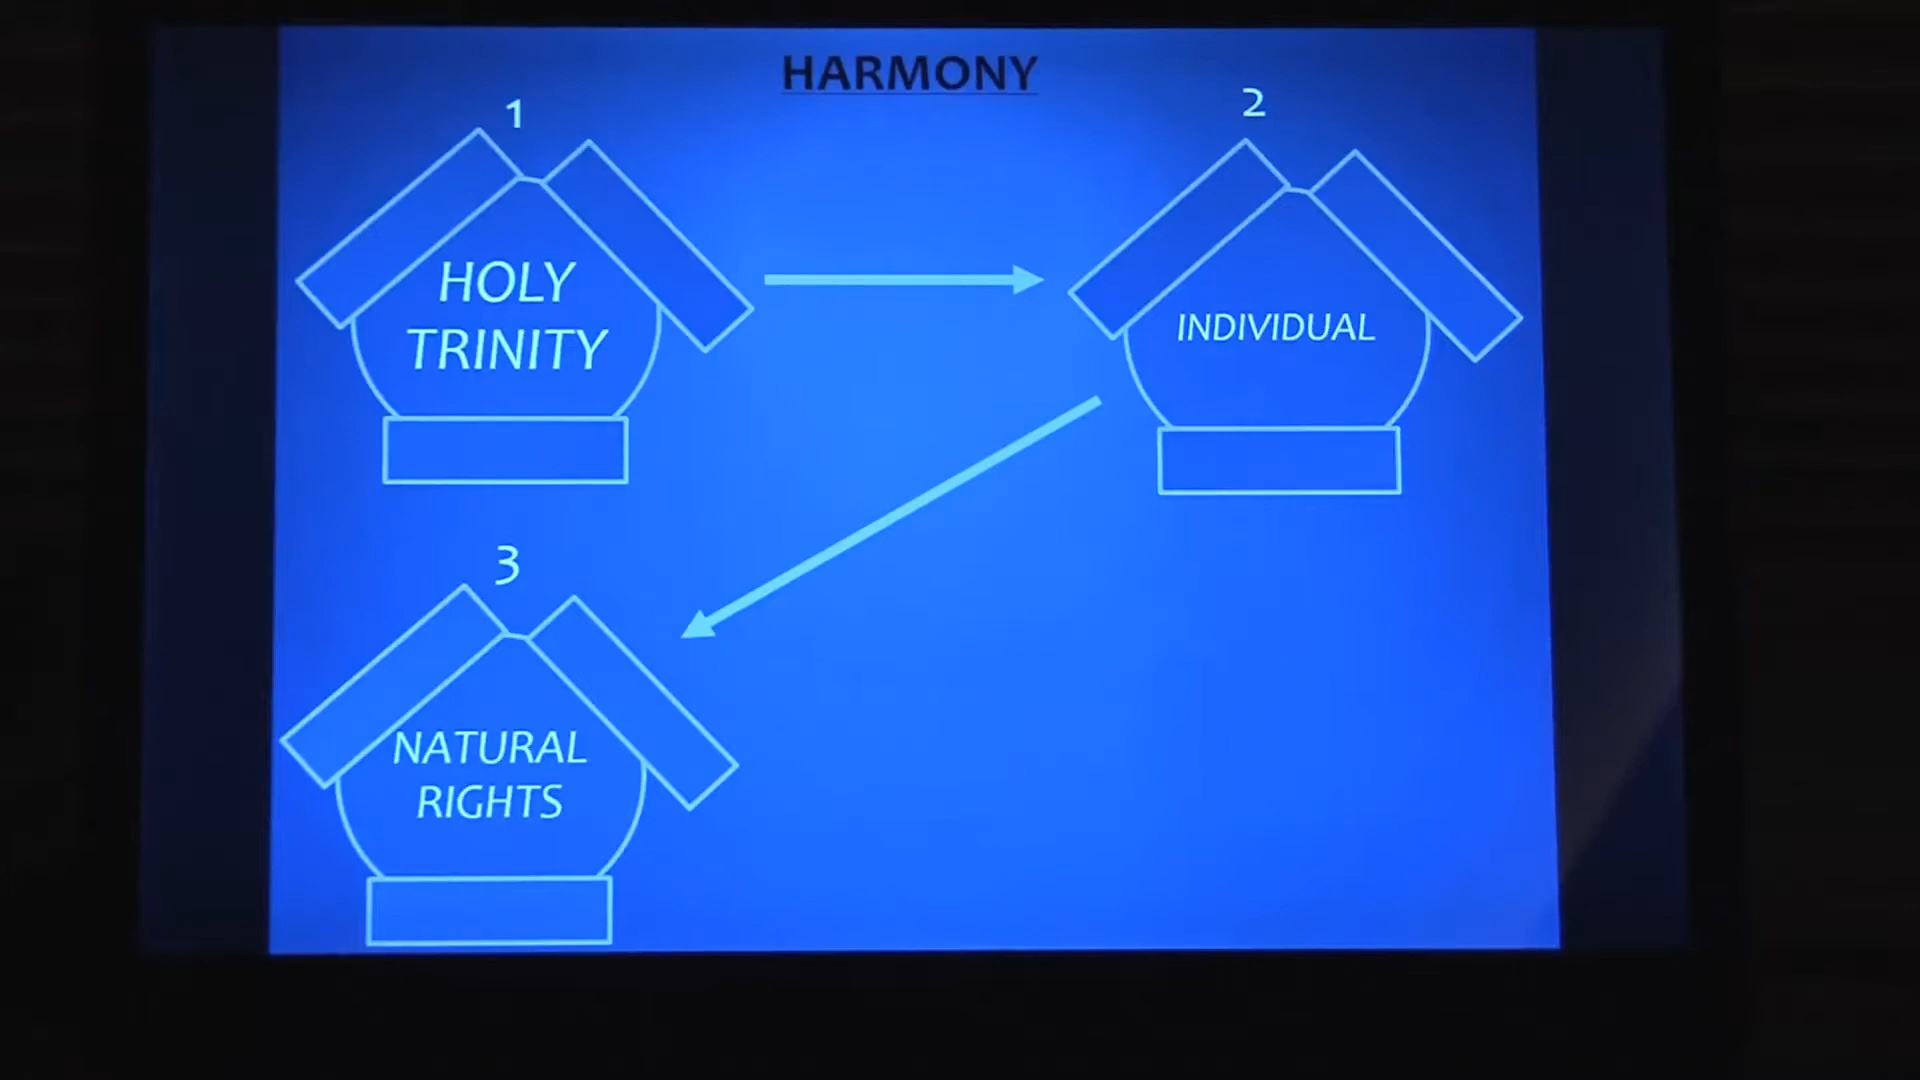 HARMONY
1
HOLY
TRINITY
2
INDIVIDUAL
3
NATURAL
RIGHTS